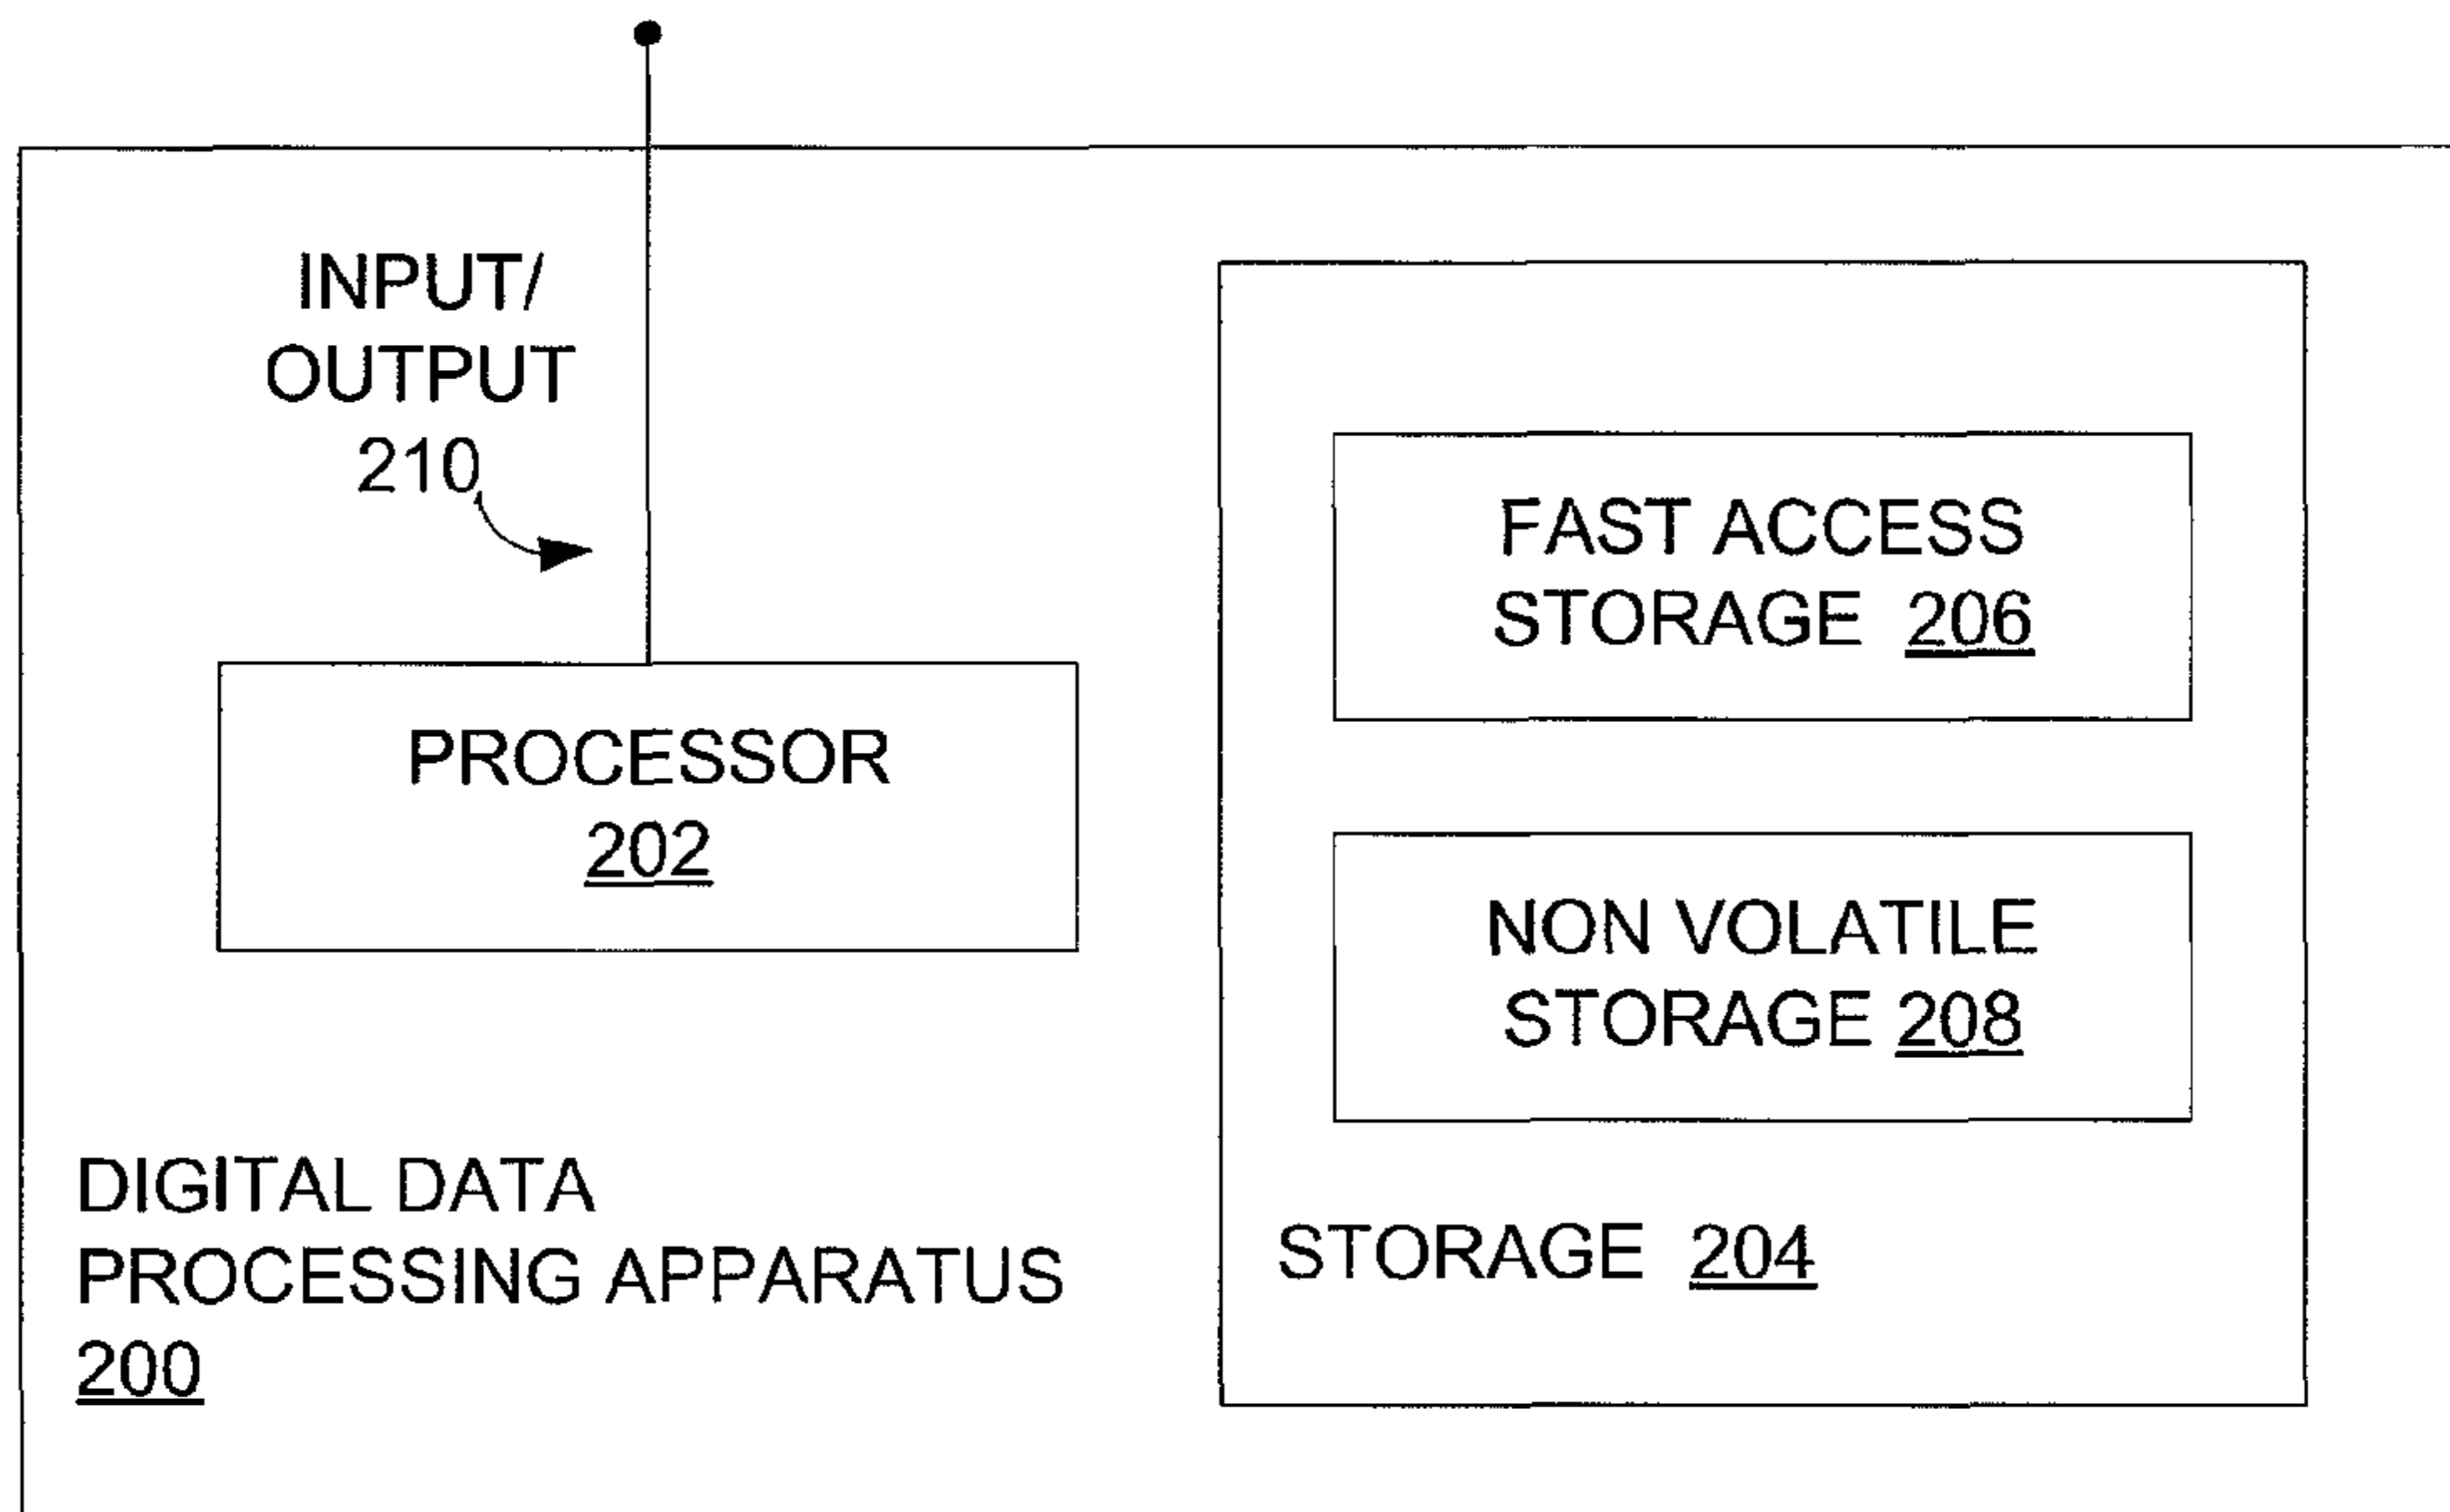 INPUT/
OUTPUT
210
PROCESSOR
202
FAST ACCESS
STORAGE 206
NON VOLATILE
STORAGE 208
STORAGE 204
DIGITAL DATA
PROCESSING APPARATUS
200